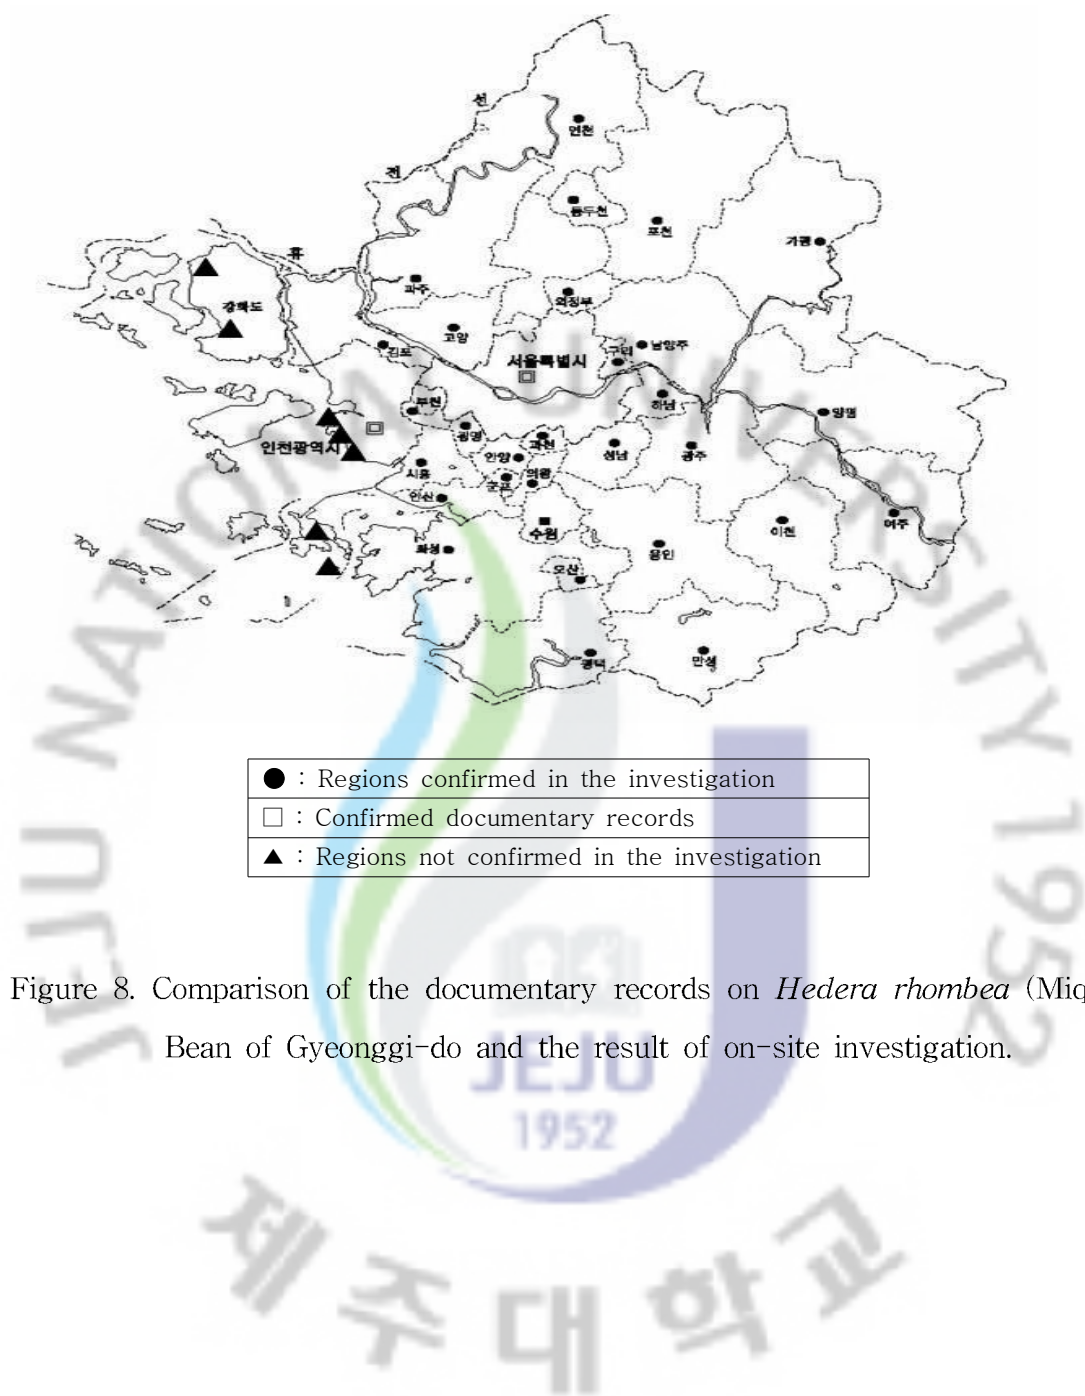 선
연천
전
동두천
포천
가평
휴
파주
강화도
의정부
고양
김포
서울특별시
구리
남양주
부천
하남
양평
광명
인천광역시
과천
안양
성남
광주
시흥
군포
의왕
안산
여주
수원
이천
화성
용인
오산
평택
안성
● : Regions confirmed in the investigation
□ : Confirmed documentary records
▲ : Regions not confirmed in the investigation
Figure 8. Comparison of the documentary records on Hedera rhombea (Miq
Bean of Gyeonggi-do and the result of on-site investigation.
JEJU NATIONAL UNIVERSITY 1952
JEJU
1952
제주대학교